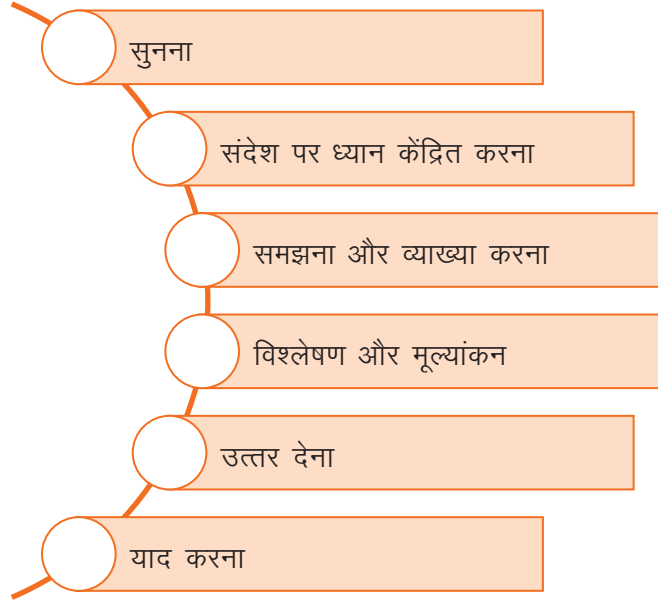 सुनना
संदेश पर ध्यान केंद्रित करना
समझना और व्याख्या करना
विश्लेषण और मूल्यांकन
उत्तर देना
याद करना